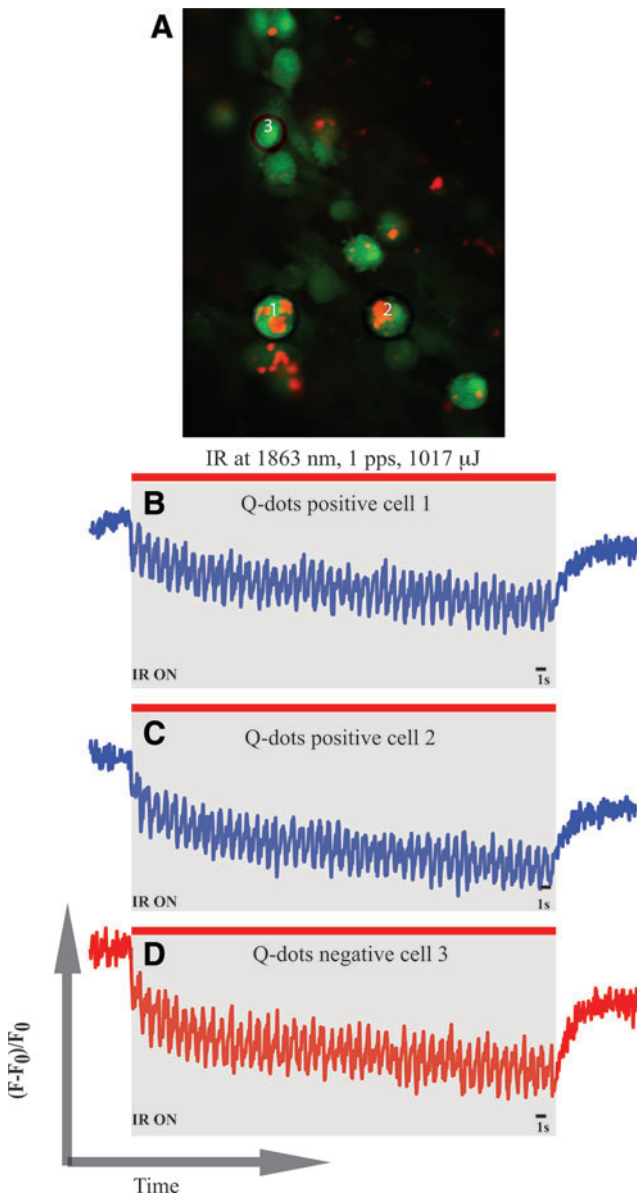 A
3
1
2
IR at 1863 nm, 1 pps, 1017 µJ
B
Q-dots positive cell 1
IR ON
1s
C
Q-dots positive cell 2
IR ON
1s
D
Q-dots negative cell 3
IR ON
1s
(F-F0)/F0
Time